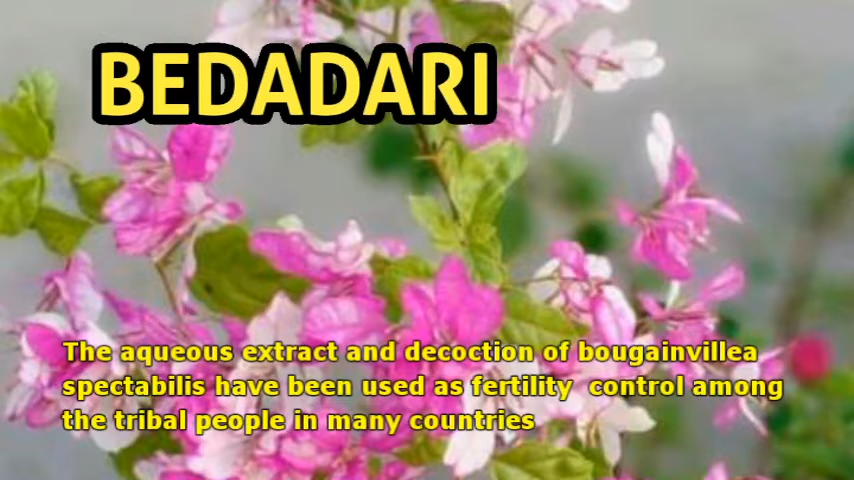 BEDADARI
The aqueous extract and decoction of bougainvillea
spectabilis have been used as fertility  control among
the tribal people in many countries